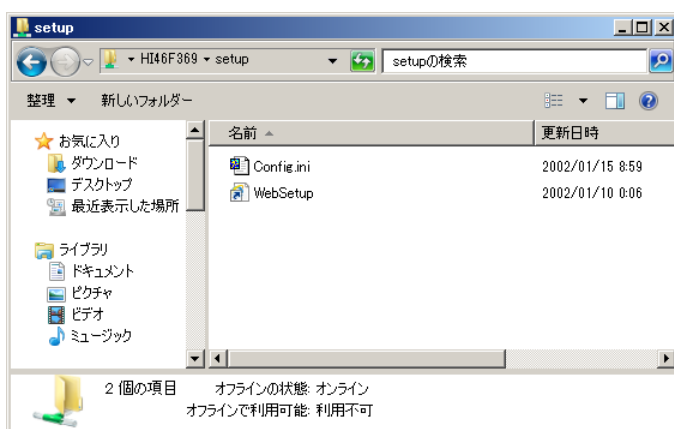 setup
HI46F369 setup
setupの検索
整理 新しいフォルダー
名前 更新日時
お気に入り
ダウンロード
デスクトップ
最近表示した場所
ライブラリ
ドキュメント
ピクチャ
ビデオ
ミュージック
Config.ini 2002/01/15 8:59
WebSetup 2002/01/10 0:06
2 個の項目 オフラインの状態: オンライン
オフラインで利用可能: 利用不可